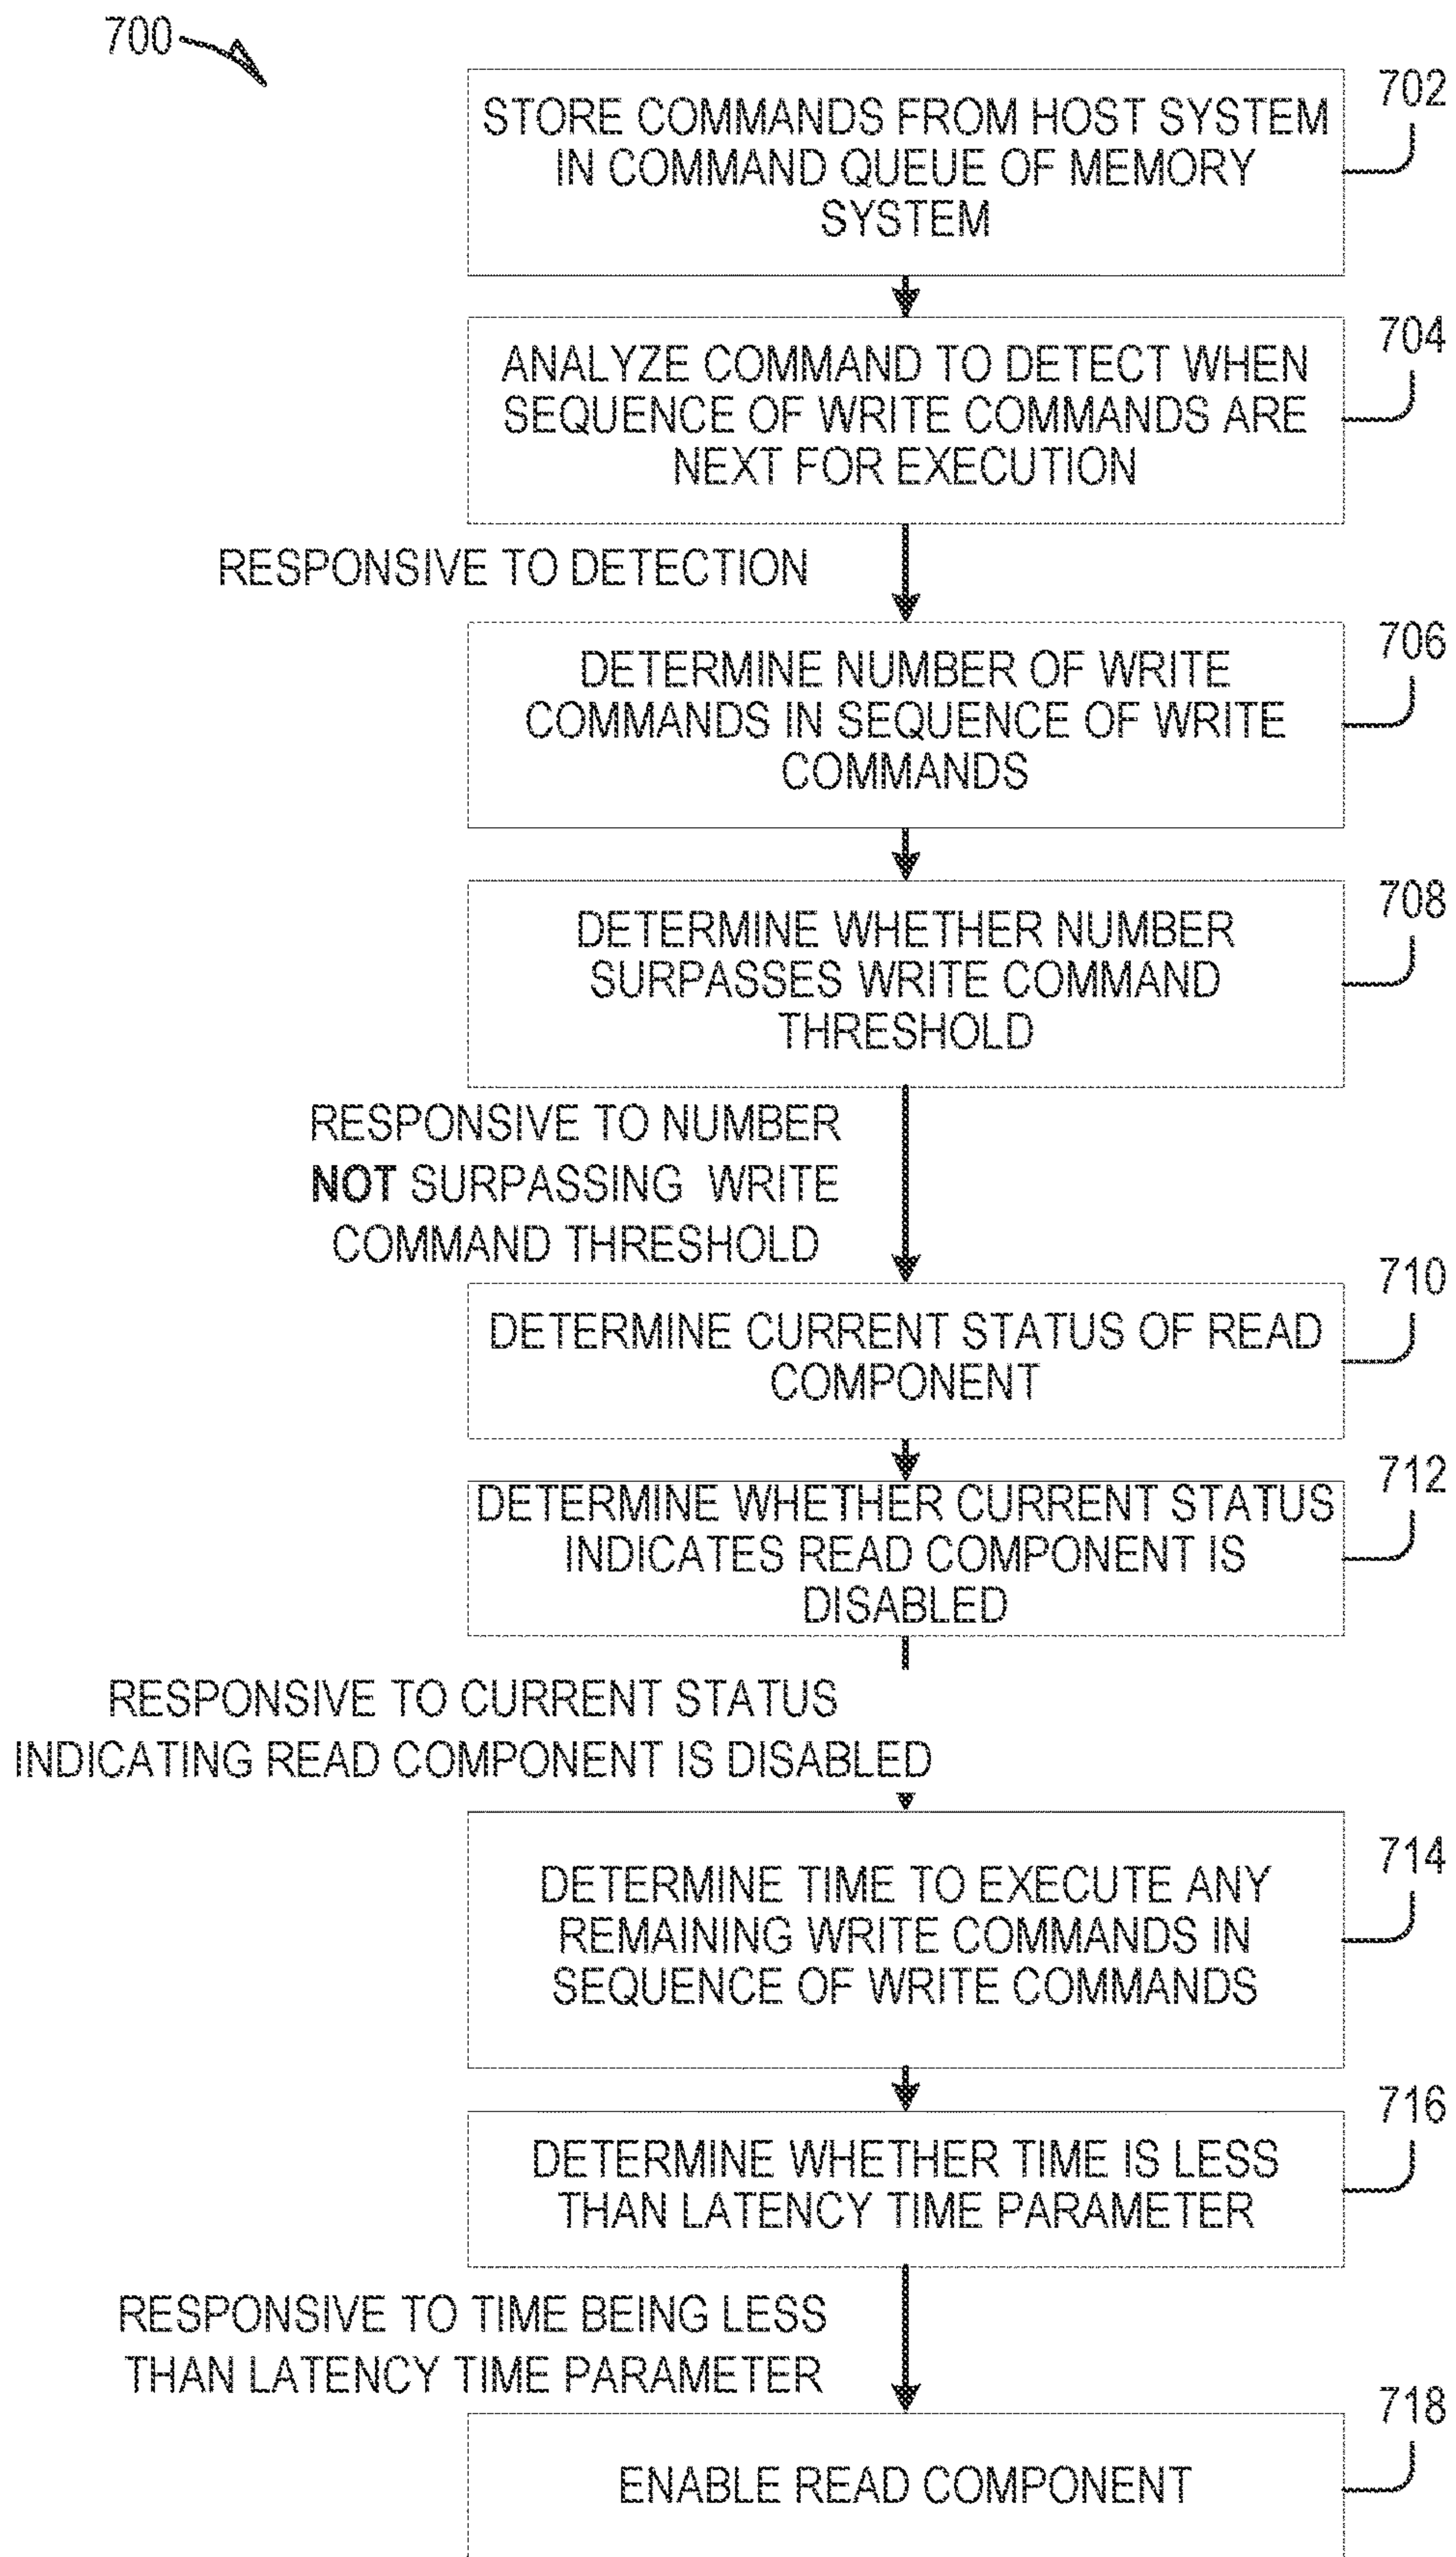 700
702
STORE COMMANDS FROM HOST SYSTEM
IN COMMAND QUEUE OF MEMORY
SYSTEM
704
ANALYZE COMMAND TO DETECT WHEN
SEQUENCE OF WRITE COMMANDS ARE
NEXT FOR EXECUTION
RESPONSIVE TO DETECTION
706
DETERMINE NUMBER OF WRITE
COMMANDS IN SEQUENCE OF WRITE
COMMANDS
708
DETERMINE WHETHER NUMBER
SURPASSES WRITE COMMAND
THRESHOLD
RESPONSIVE TO NUMBER
NOT SURPASSING WRITE
COMMAND THRESHOLD
710
DETERMINE CURRENT STATUS OF READ
COMPONENT
712
DETERMINE WHETHER CURRENT STATUS
INDICATES READ COMPONENT IS
DISABLED
RESPONSIVE TO CURRENT STATUS
INDICATING READ COMPONENT IS DISABLED
714
DETERMINE TIME TO EXECUTE ANY
REMAINING WRITE COMMANDS IN
SEQUENCE OF WRITE COMMANDS
716
DETERMINE WHETHER TIME IS LESS
THAN LATENCY TIME PARAMETER
RESPONSIVE TO TIME BEING LESS
THAN LATENCY TIME PARAMETER
718
ENABLE READ COMPONENT